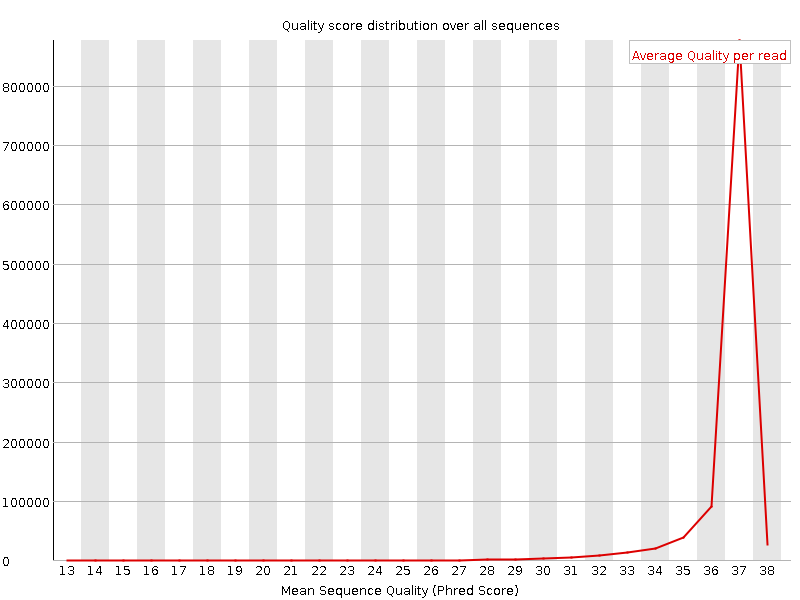 Quality score distribution over all sequences
Average Quality per read
800000
700000
600000
500000
400000
300000
200000
100000
0
13 14 15 16 17 18 19 20 21 22 23 24 25 26 27 28 29 30 31 32 33 34 35 36 37 38
Mean Sequence Quality (Phred Score)